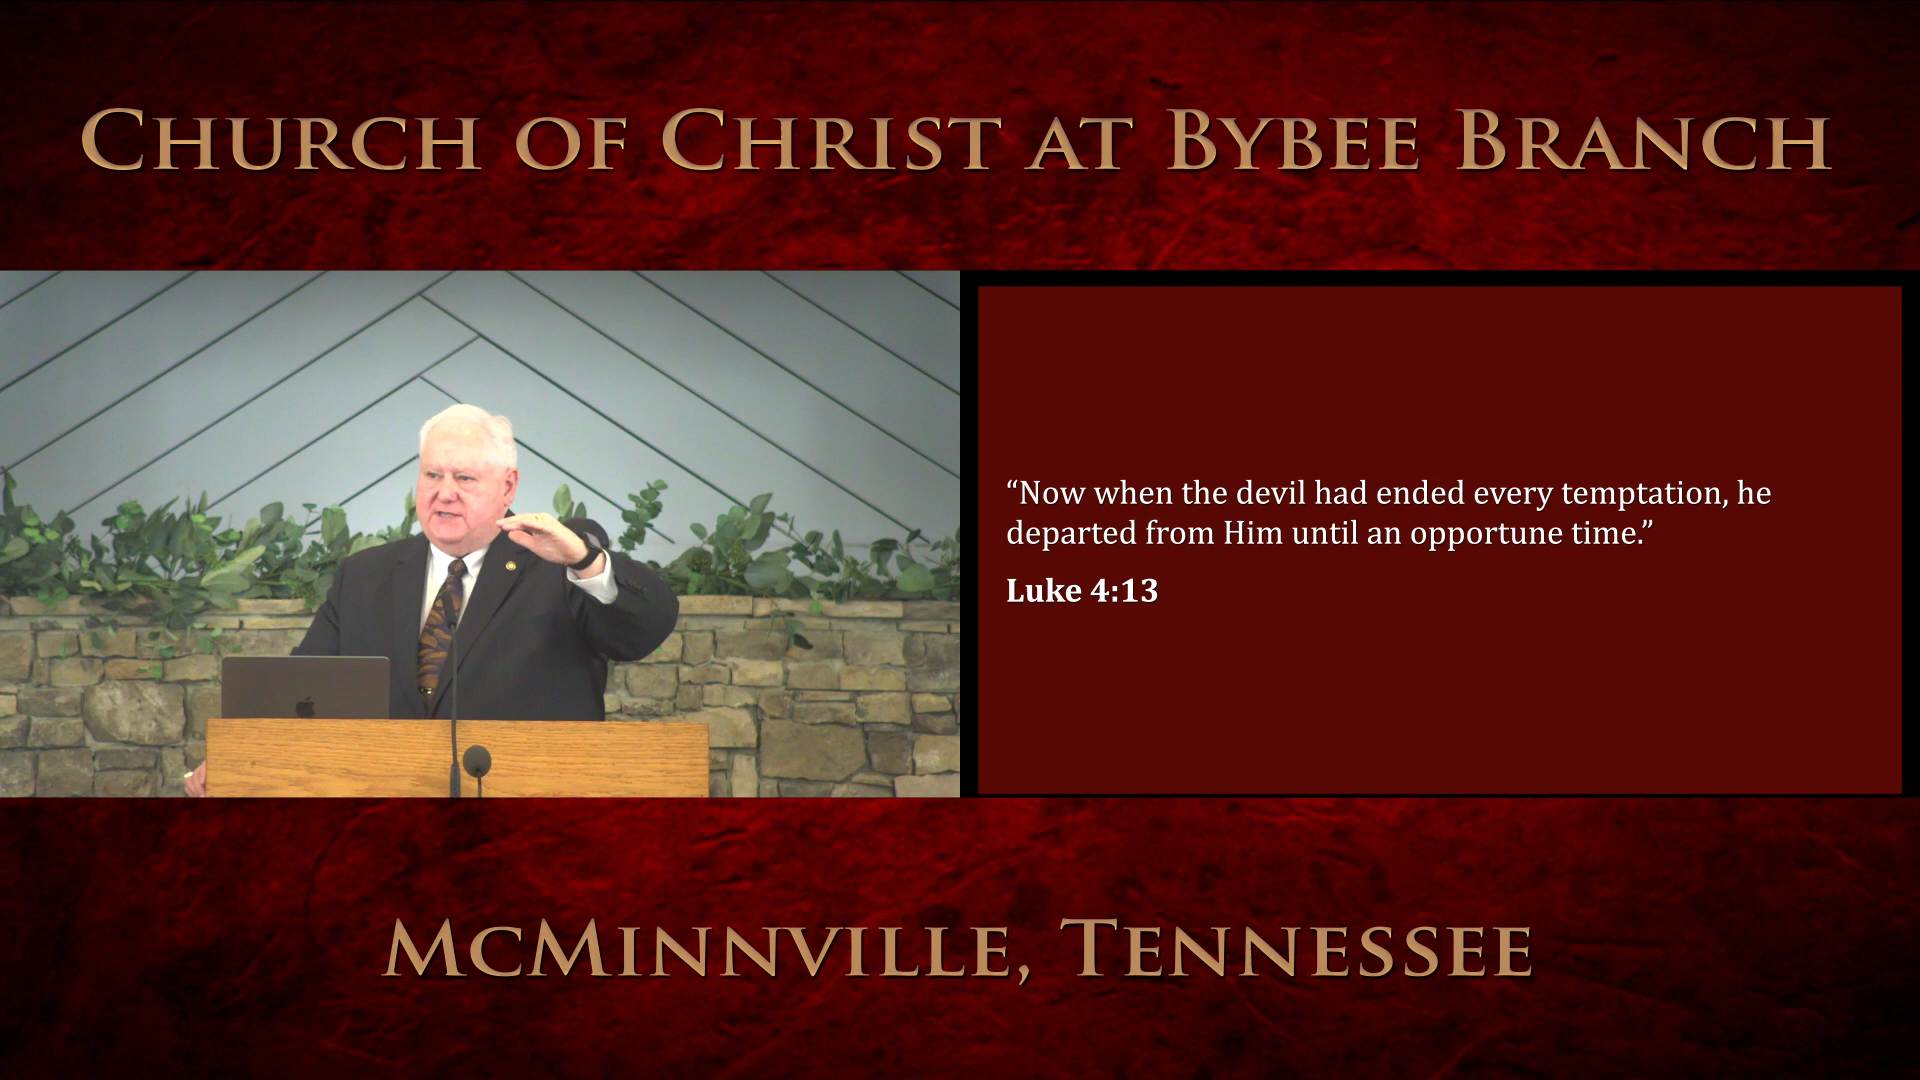 Church of Christ at Bybee Branch
“Now when the devil had ended every temptation, he
departed from Him until an opportune time.”
Luke 4:13
McMinnville, Tennessee